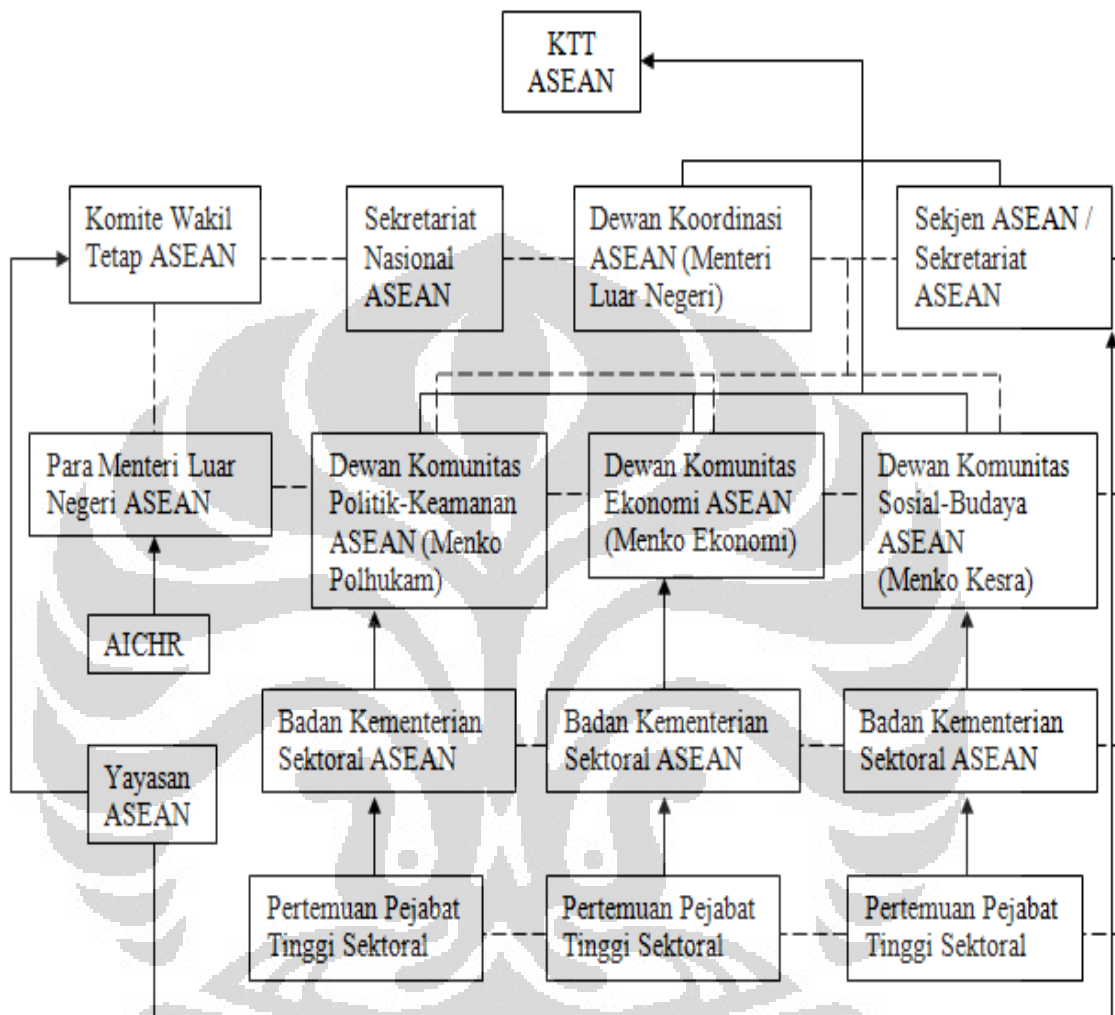 KTT
ASEAN
Komite Wakil
Tetap ASEAN
Sekretariat
Nasional
ASEAN
Dewan Koordinasi
ASEAN (Menteri
Luar Negeri)
Sekjen ASEAN /
Sekretariat
ASEAN
Para Menteri Luar
Negeri ASEAN
Dewan Komunitas
Politik-Keamanan
ASEAN (Menko
Polhukam)
Dewan Komunitas
Ekonomi ASEAN
(Menko Ekonomi)
Dewan Komunitas
Sosial-Budaya
ASEAN
(Menko Kesra)
AICHR
Badan Kementerian
Sektoral ASEAN
Badan Kementerian
Sektoral ASEAN
Badan Kementerian
Sektoral ASEAN
Yayasan
ASEAN
Pertemuan Pejabat
Tinggi Sektoral
Pertemuan Pejabat
Tinggi Sektoral
Pertemuan Pejabat
Tinggi Sektoral